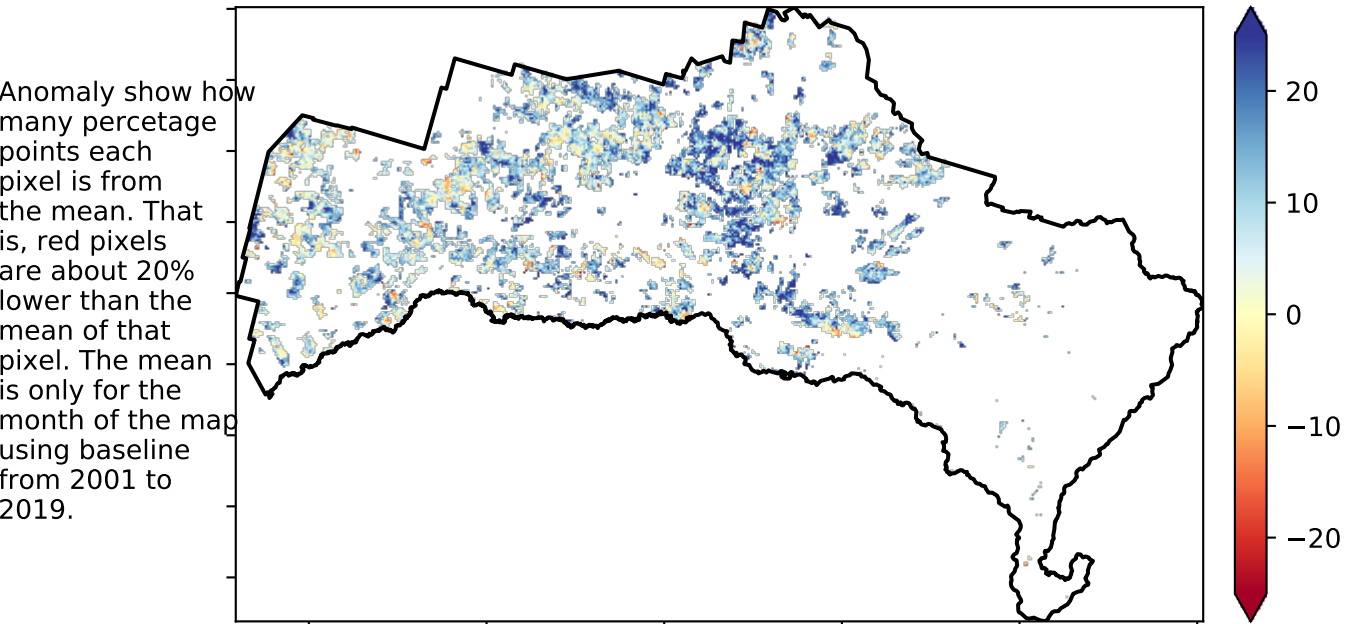 Anomaly show how
many percetage
points each
pixel is from
the mean. That
is, red pixels
are about 20%
lower than the
mean of that
pixel. The mean
is only for the
month of the map
using baseline
from 2001 to
2019.
20
10
0
−10
−20